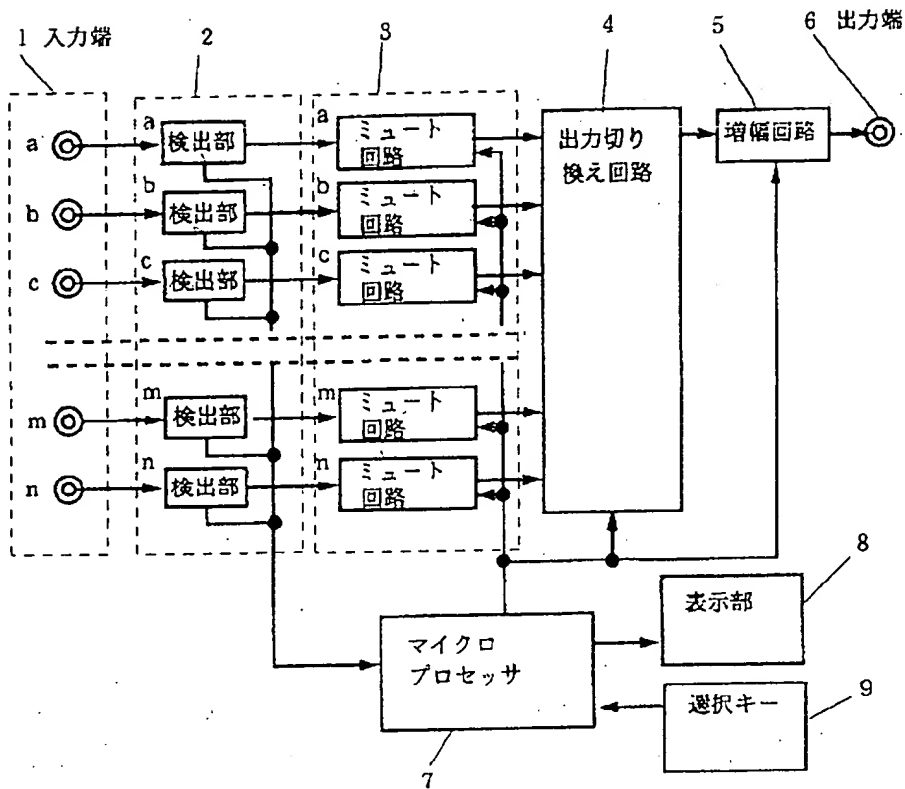 1 入力端
2
3
4
5
6 出力端
a
a
検出部
a
ミュート
回路
出力切り
換え回路
増幅回路
b
b
検出部
b
ミュート
回路
c
c
検出部
c
ミュート
回路
m
m
検出部
m
ミュート
回路
n
n
検出部
n
ミュート
回路
マイクロ
プロセッサ
7
表示部
8
選択キー
9